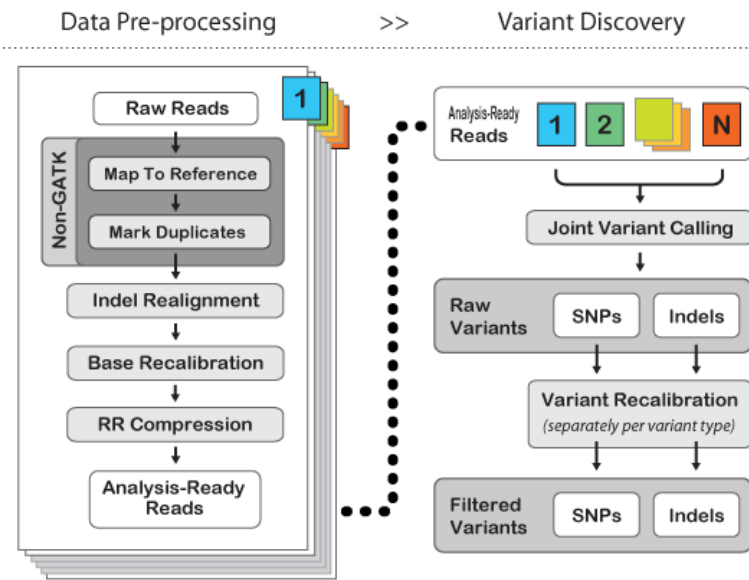 Data Pre-processing >> Variant Discovery
Raw Reads
1
Non-GATK
Map To Reference
Mark Duplicates
Indel Realignment
Base Recalibration
RR Compression
Analysis-Ready
Reads
Analysis-Ready
Reads
1 2 N
Joint Variant Calling
Raw
Variants
SNPs Indels
Variant Recalibration
(separately per variant type)
Filtered
Variants
SNPs Indels